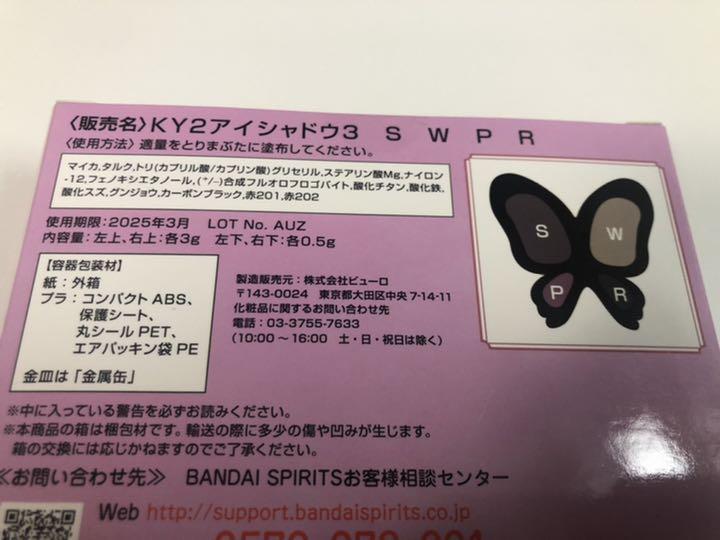 〈販売名〉KY2アイシャドウ3 S W P R
〈使用方法〉適量をとりまぶたに塗布してください。
マイカ,タルク,トリ(カプリル酸/カプリン酸)グリセリル,ステアリン酸Mg,ナイロン
-12,フェノキシエタノール,(+/−)合成フルオロフロゴパイト,酸化チタン,酸化鉄,
酸化スズ,グンジョウ,カーボンブラック,赤201,赤202
使用期限:2025年3月 LOT No. AUZ
内容量:左上、右上:各3g 左下、右下:各0.5g
【容器包装材】
紙:外箱
プラ:コンパクトABS、
保護シート、
丸シールPET、
エアパッキン袋PE
金皿は「金属缶」
製造販売元:株式会社ピューロ
〒143-0024 東京都大田区中央7-14-11
化粧品に関するお問い合わせ先
電話:03-3755-7633
(10:00〜16:00 土・日・祝日は除く)
S W
P R
※中に入っている警告を必ずお読みください。
※本商品の箱は梱包材です。輸送の際に多少の傷や凹みが生じます。
箱の交換には応じかねますのでご了承ください。
≪お問い合わせ先≫ BANDAI SPIRITSお客様相談センター
Web http://support.bandaispirits.co.jp